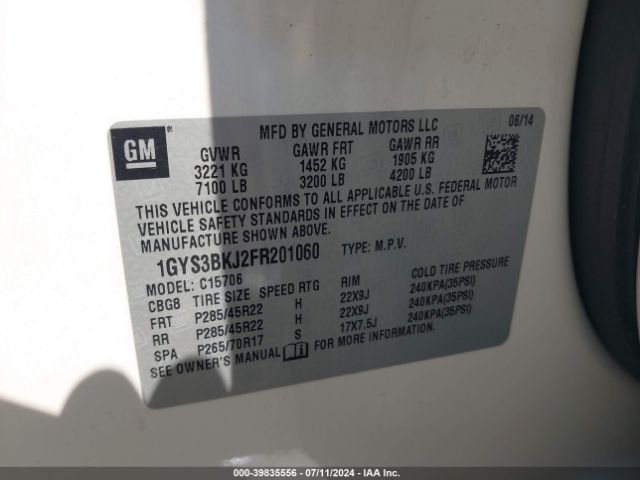 MFD BY GENERAL MOTORS LLC 06/14
GM®
GVWR GAWR FRT GAWR RR
3221 KG 1452 KG 1905 KG
7100 LB 3200 LB 4200 LB
THIS VEHICLE CONFORMS TO ALL APPLICABLE U.S. FEDERAL MOTOR
VEHICLE SAFETY STANDARDS IN EFFECT ON THE DATE OF
MANUFACTURE SHOWN ABOVE.
1GYS3BKJ2FR201060 TYPE: M.P.V.
MODEL: C15706
CBG8 TIRE SIZE SPEED RTG RIM COLD TIRE PRESSURE
FRT P285/45R22 H 22X9J 240KPA(35PSI)
RR P285/45R22 H 22X9J 240KPA(35PSI)
SPA P265/70R17 S 17X7.5J 240KPA(35PSI)
SEE OWNER'S MANUAL FOR MORE INFORMATION.
000-39835556 - 07/11/2024 - IAA Inc.